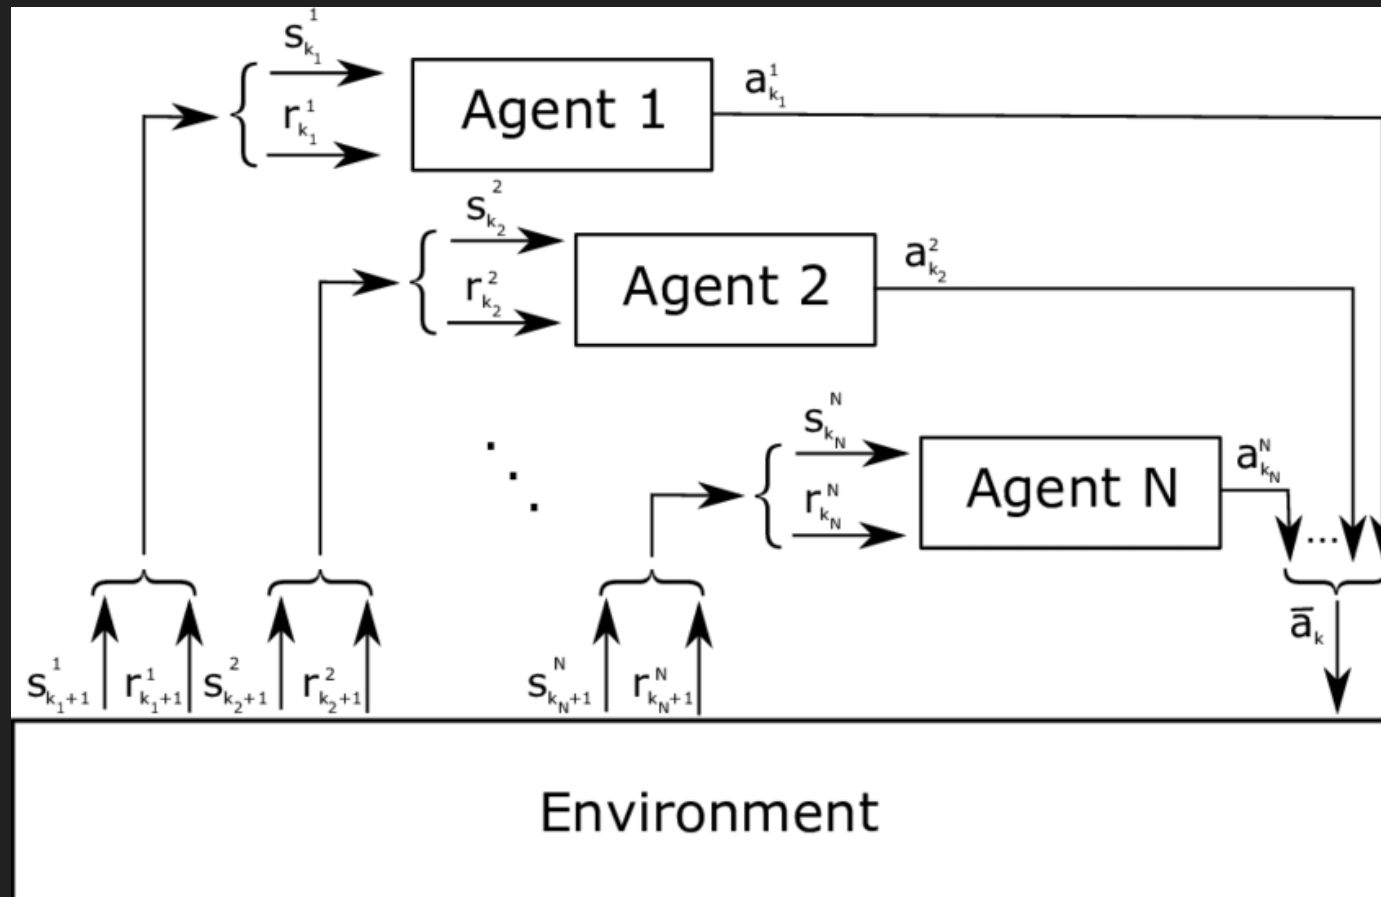 s^1_{k_1}
r^1_{k_1}
Agent 1
a^1_{k_1}
s^2_{k_2}
r^2_{k_2}
Agent 2
a^2_{k_2}
s^N_{k_N}
r^N_{k_N}
Agent N
a^N_{k_N}
...
ā_k
s^1_{k_1+1} r^1_{k_1+1} s^2_{k_2+1} r^2_{k_2+1} s^N_{k_N+1} r^N_{k_N+1}
Environment